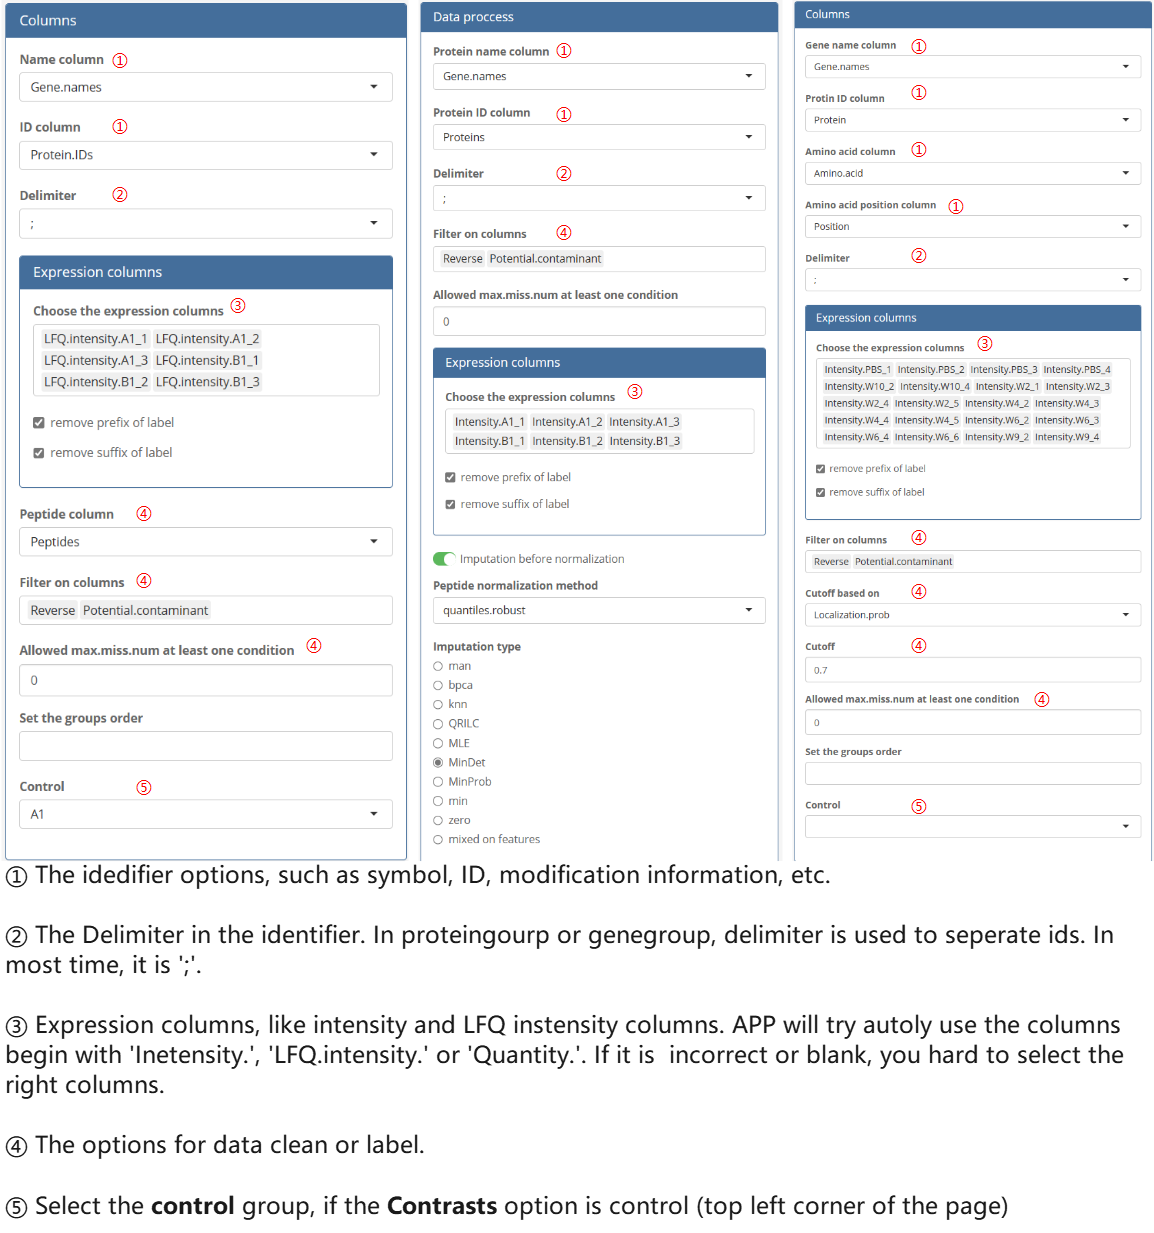 Columns
Name column ①
Gene.names
ID column ①
Protein.IDs
Delimiter ②
;
Expression columns
Choose the expression columns ③
LFQ.intensity.A1_1 LFQ.intensity.A1_2
LFQ.intensity.A1_3 LFQ.intensity.B1_1
LFQ.intensity.B1_2 LFQ.intensity.B1_3
remove prefix of label
remove suffix of label
Peptide column ④
Peptides
Filter on columns ④
Reverse Potential.contaminant
Allowed max.miss.num at least one condition ④
0
Set the groups order
Control ⑤
A1
Data proccess
Protein name column ①
Gene.names
Protein ID column ①
Proteins
Delimiter ②
;
Filter on columns ④
Reverse Potential.contaminant
Allowed max.miss.num at least one condition
0
Expression columns
Choose the expression columns ③
Intensity.A1_1 Intensity.A1_2 Intensity.A1_3
Intensity.B1_1 Intensity.B1_2 Intensity.B1_3
remove prefix of label
remove suffix of label
Imputation before normalization
Peptide normalization method
quantiles.robust
Imputation type
man
bpca
knn
QRILC
MLE
MinDet
MinProb
min
zero
mixed on features
Columns
Gene name column ①
Gene.names
Protin ID column ①
Protein
Amino acid column ①
Amino.acid
Amino acid position column ①
Position
Delimiter ②
;
Expression columns
Choose the expression columns ③
Intensity.PBS_1 Intensity.PBS_2 Intensity.PBS_3 Intensity.PBS_4
Intensity.W10_2 Intensity.W10_4 Intensity.W2_1 Intensity.W2_3
Intensity.W2_4 Intensity.W2_5 Intensity.W4_2 Intensity.W4_3
Intensity.W4_4 Intensity.W4_5 Intensity.W6_2 Intensity.W6_3
Intensity.W6_4 Intensity.W6_6 Intensity.W9_2 Intensity.W9_4
remove prefix of label
remove suffix of label
Filter on columns ④
Reverse Potential.contaminant
Cutoff based on ④
Localization.prob
Cutoff ④
0.7
Allowed max.miss.num at least one condition ④
0
Set the groups order
Control ⑤
① The idedifier options, such as symbol, ID, modification information, etc.
② The Delimiter in the identifier. In proteingourp or genegroup, delimiter is used to seperate ids. In
most time, it is ';'.
③ Expression columns, like intensity and LFQ instensity columns. APP will try autoly use the columns
begin with 'Inetensity.', 'LFQ.intensity.' or 'Quantity.'. If it is incorrect or blank, you hard to select the
right columns.
④ The options for data clean or label.
⑤ Select the control group, if the Contrasts option is control (top left corner of the page)